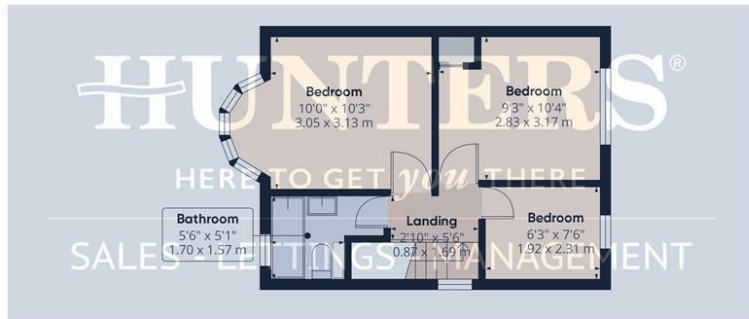 HUNTERS®
HERE TO GET you THERE
SALES - LETTINGS - MANAGEMENT
Bedroom
10'0" x 10'3"
3.05 x 3.13 m
Bedroom
9'3" x 10'4"
2.83 x 3.17 m
Bathroom
5'6" x 5'1"
1.70 x 1.57 m
Landing
2'10" x 5'6"
0.87 x 1.69 m
Bedroom
6'3" x 7'6"
1.92 x 2.31 m